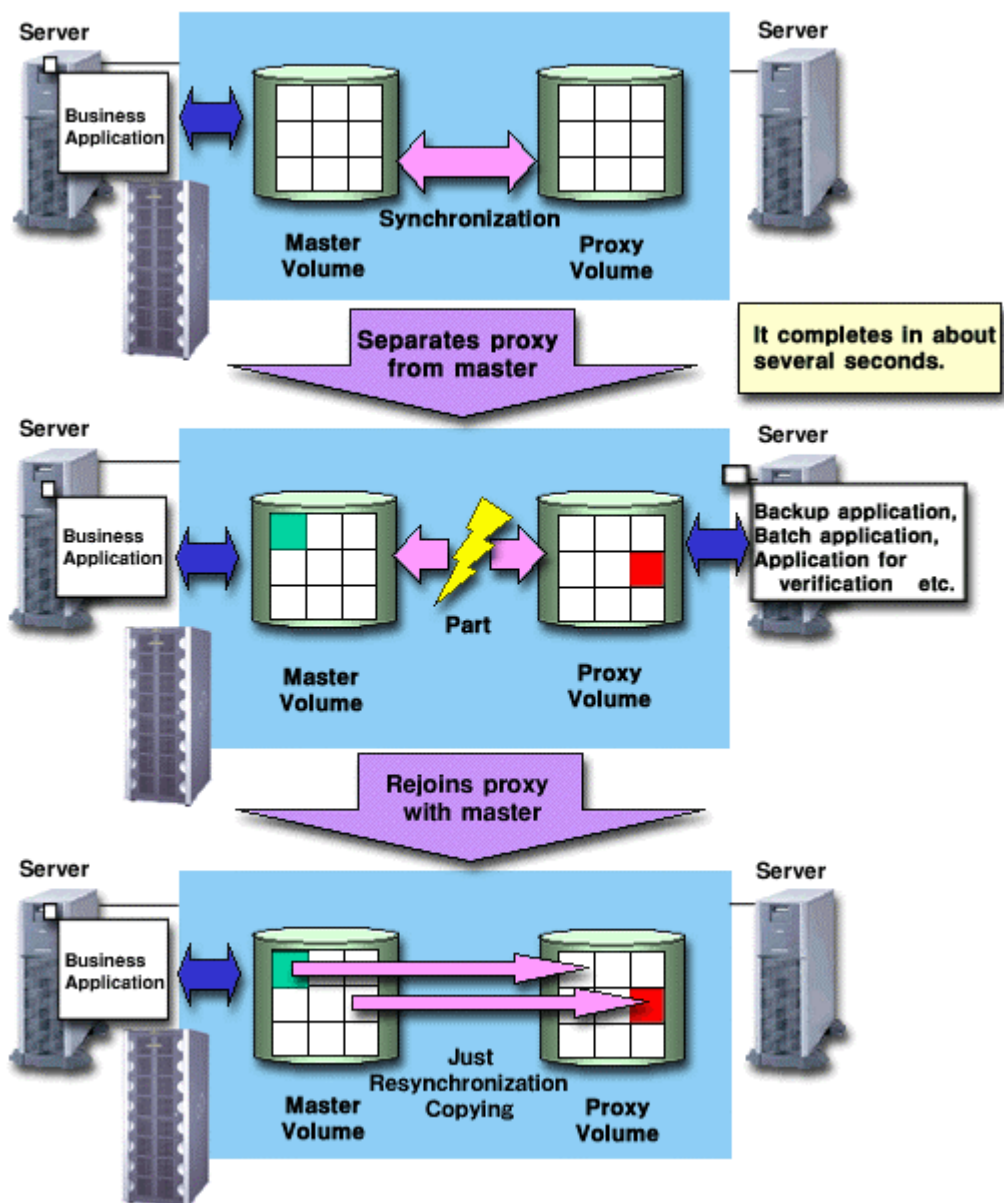 Server
Server
Business
Application
Synchronization
Master
Volume
Proxy
Volume
Separates proxy
from master
It completes in about
several seconds.
Server
Server
Business
Application
Backup application,
Batch application,
Application for
verification etc.
Part
Master
Volume
Proxy
Volume
Rejoins proxy
with master
Server
Server
Business
Application
Just
Resynchronization
Copying
Master
Volume
Proxy
Volume